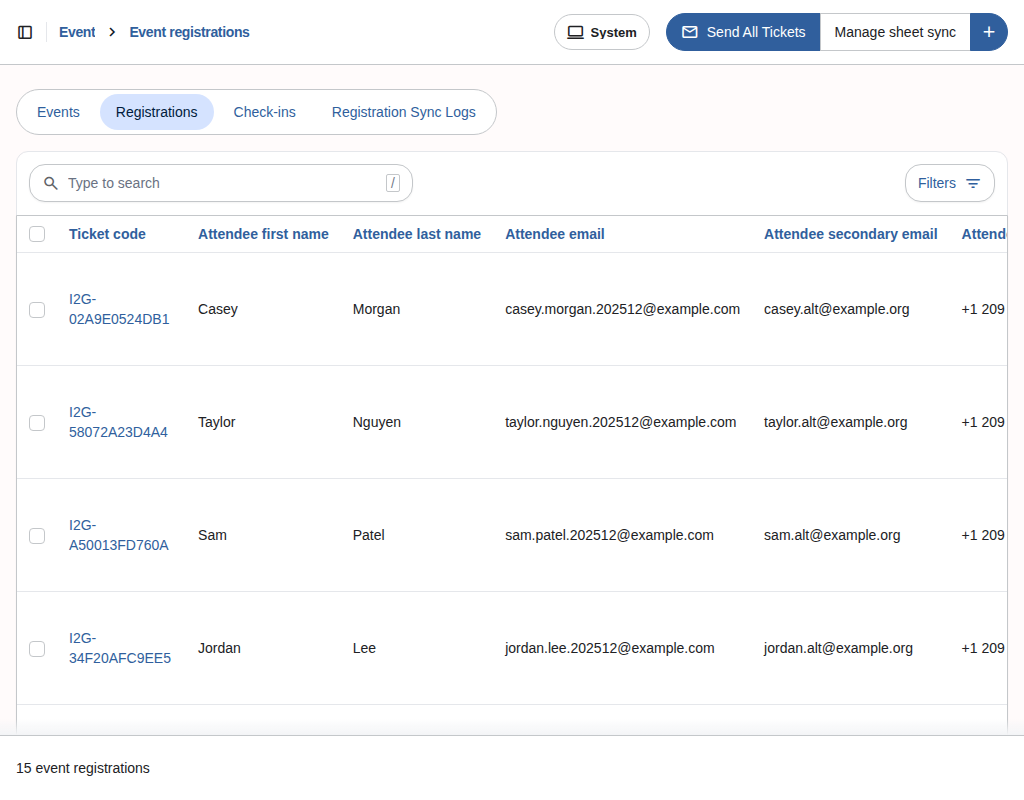 Event
Event registrations
System
Send All Tickets
Manage sheet sync
+
Events
Registrations
Check-ins
Registration Sync Logs
Type to search
/
Filters
Ticket code
Attendee first name
Attendee last name
Attendee email
Attendee secondary email
I2G-
02A9E0524DB1
Casey
Morgan
casey.morgan.202512@example.com
casey.alt@example.org
+1 209
I2G-
58072A23D4A4
Taylor
Nguyen
taylor.nguyen.202512@example.com
taylor.alt@example.org
+1 209
I2G-
A50013FD760A
Sam
Patel
sam.patel.202512@example.com
sam.alt@example.org
+1 209
I2G-
34F20AFC9EE5
Jordan
Lee
jordan.lee.202512@example.com
jordan.alt@example.org
+1 209
15 event registrations